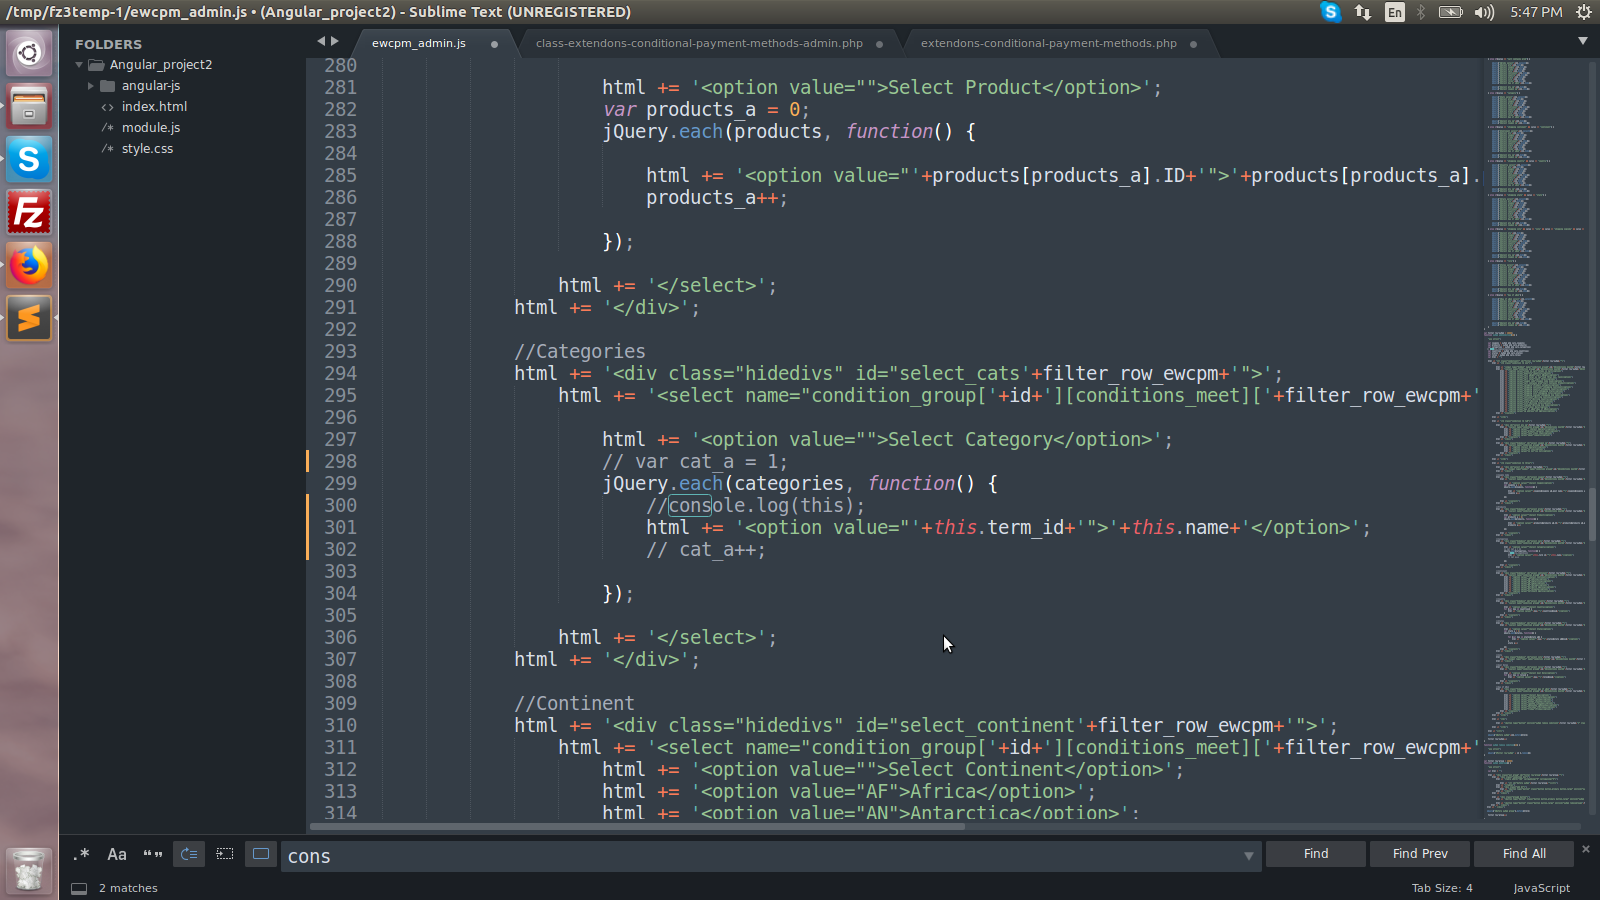 /tmp/fz3temp-1/ewcpm_admin.js • (Angular_project2) - Sublime Text (UNREGISTERED)
En
5:47 PM
FOLDERS
Angular_project2
angular-js
<> index.html
/* module.js
/* style.css
ewcpm_admin.js
class-extendons-conditional-payment-methods-admin.php
extendons-conditional-payment-methods.php
280
281 html += '<option value="">Select Product</option>';
282 var products_a = 0;
283 jQuery.each(products, function() {
284
285 html += '<option value="'+products[products_a].ID+'">'+products[products_a].
286 products_a++;
287
288 });
289
290 html += '</select>';
291 html += '</div>';
292
293 //Categories
294 html += '<div class="hidedivs" id="select_cats'+filter_row_ewcpm+'">';
295 html += '<select name="condition_group['+id+'][conditions_meet]['+filter_row_ewcpm+'
296
297 html += '<option value="">Select Category</option>';
298 // var cat_a = 1;
299 jQuery.each(categories, function() {
300 //console.log(this);
301 html += '<option value="'+this.term_id+'">'+this.name+'</option>';
302 // cat_a++;
303
304 });
305
306 html += '</select>';
307 html += '</div>';
308
309 //Continent
310 html += '<div class="hidedivs" id="select_continent'+filter_row_ewcpm+'">';
311 html += '<select name="condition_group['+id+'][conditions_meet]['+filter_row_ewcpm+'
312 html += '<option value="">Select Continent</option>';
313 html += '<option value="AF">Africa</option>';
314 html += '<option value="AN">Antarctica</option>';
.* Aa “” cons Find Find Prev Find All
2 matches
Tab Size: 4
JavaScript